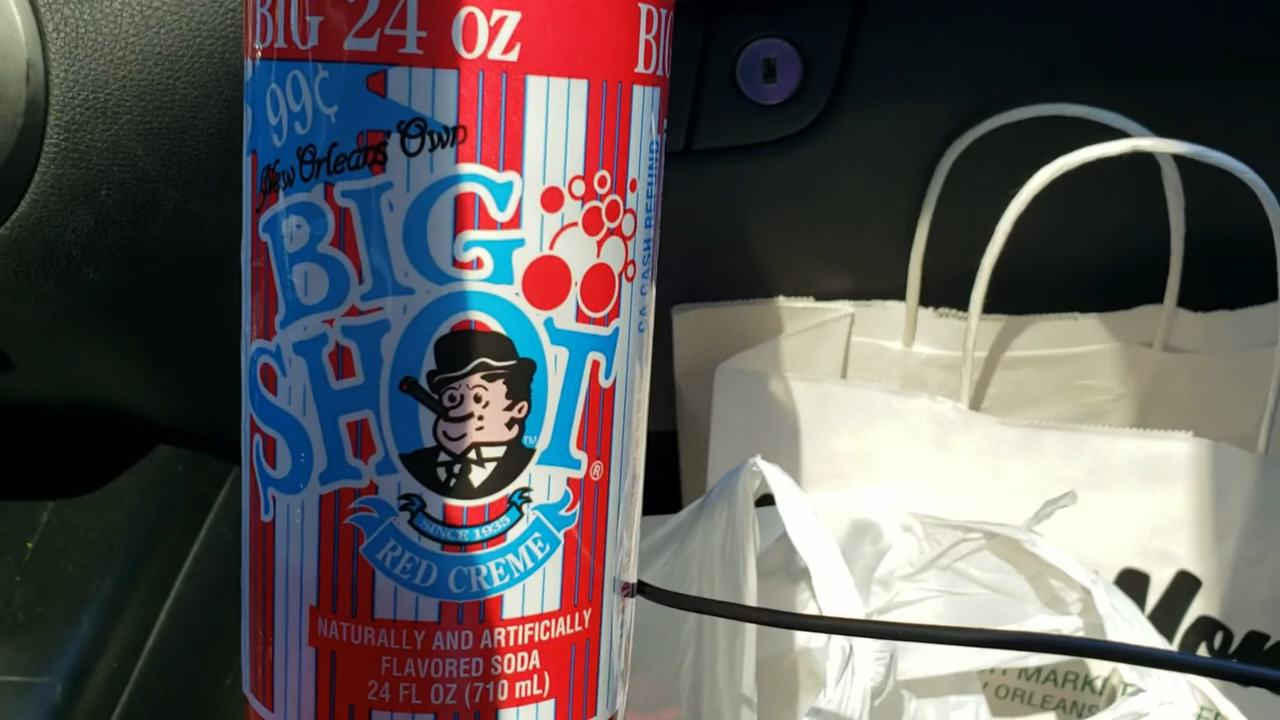 BIG 24 oz
99¢
New Orleans' Own
BIG
SHOT
TM
®
SINCE 1935
RED CREME
NATURALLY AND ARTIFICIALLY
FLAVORED SODA
24 FL OZ (710 mL)
CA CASH REFUND
ORLEANS